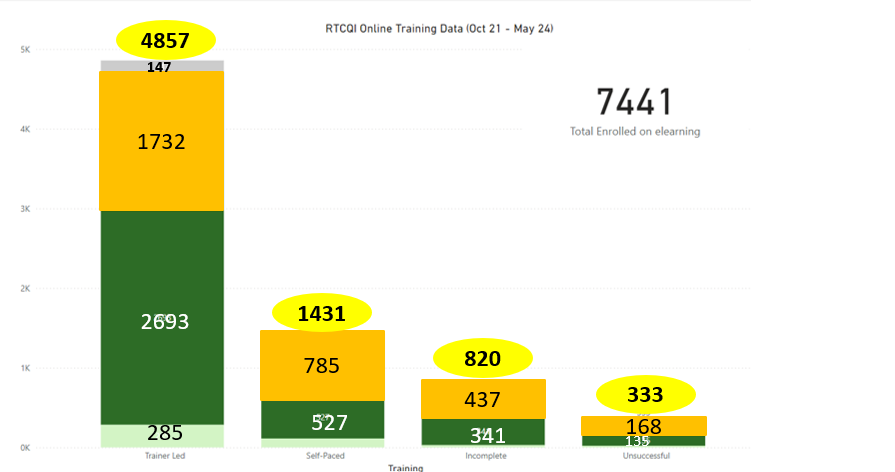 RTCQI Online Training Data (Oct 21 - May 24)
4857
5K
147
7441
Total Enrolled on elearning
4K
1732
3K
2K
2693
1431
785
820
1K
333
437
527
168
285
341
135
0K
Trainer Led
Self-Paced
Incomplete
Unsuccessful
Training